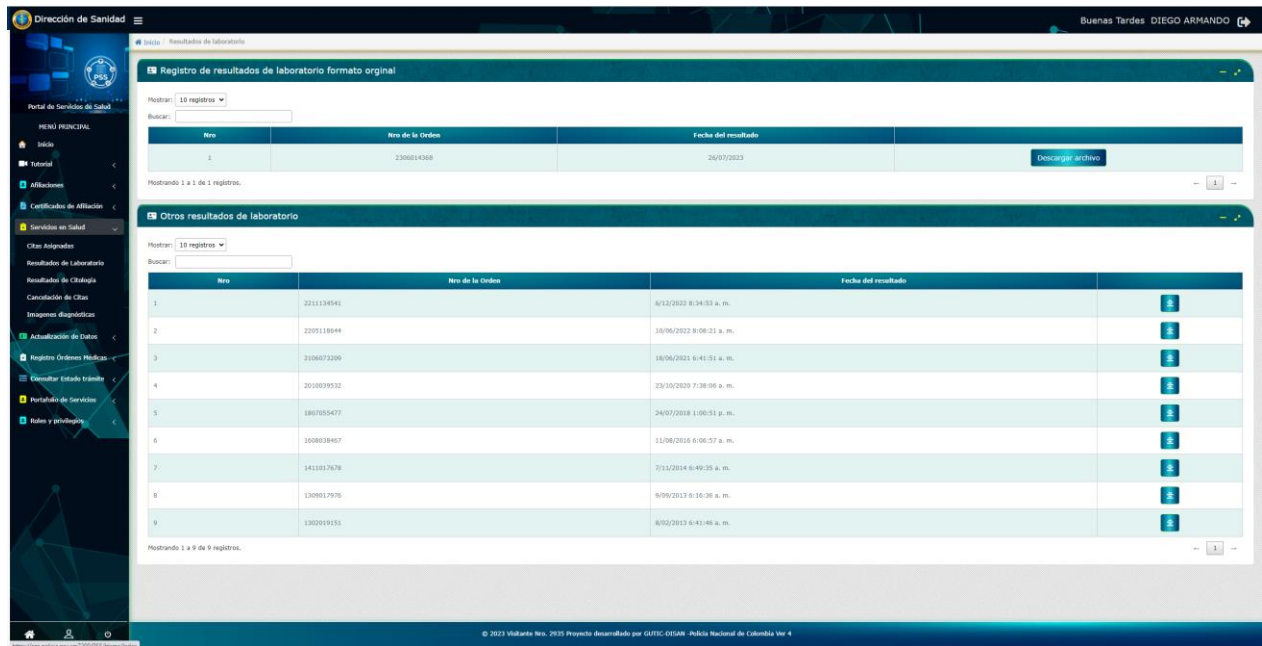 Dirección de Sanidad
Buenas Tardes DIEGO ARMANDO
Inicio / Resultados de laboratorio
PSS
Portal de Servicios de Salud
MENÚ PRINCIPAL
Inicio
Tutorial
Afiliaciones
Certificados de Afiliación
Servicios en Salud
Citas Asignadas
Resultados de Laboratorio
Resultados de Citología
Cancelación de Citas
Imagenes diagnósticas
Actualización de Datos
Registro Órdenes Médicas
Consultar Estado trámite
Portafolio de Servicios
Roles y privilegios
Registro de resultados de laboratorio formato orginal
Mostrar: 10 registros
Buscar:
Nro Nro de la Orden Fecha del resultado
1 2306014368 26/07/2023 Descargar archivo
Mostrando 1 a 1 de 1 registros.
← 1 →
Otros resultados de laboratorio
Mostrar: 10 registros
Buscar:
Nro Nro de la Orden Fecha del resultado
1 2211134541 6/12/2022 8:34:53 a. m.
2 2205118644 10/06/2022 8:08:21 a. m.
3 2106073209 18/06/2021 6:41:51 a. m.
4 2010039532 23/10/2020 7:38:06 a. m.
5 1807055477 24/07/2018 1:00:51 p. m.
6 1608038467 11/08/2016 6:06:57 a. m.
7 1411017678 7/11/2014 6:49:35 a. m.
8 1309017976 9/09/2013 6:16:36 a. m.
9 1302019151 8/02/2013 6:41:46 a. m.
Mostrando 1 a 9 de 9 registros.
← 1 →
© 2023 Visitante Nro. 2935 Proyecto desarrollado por GUTIC-DISAN -Policía Nacional de Colombia Ver 4